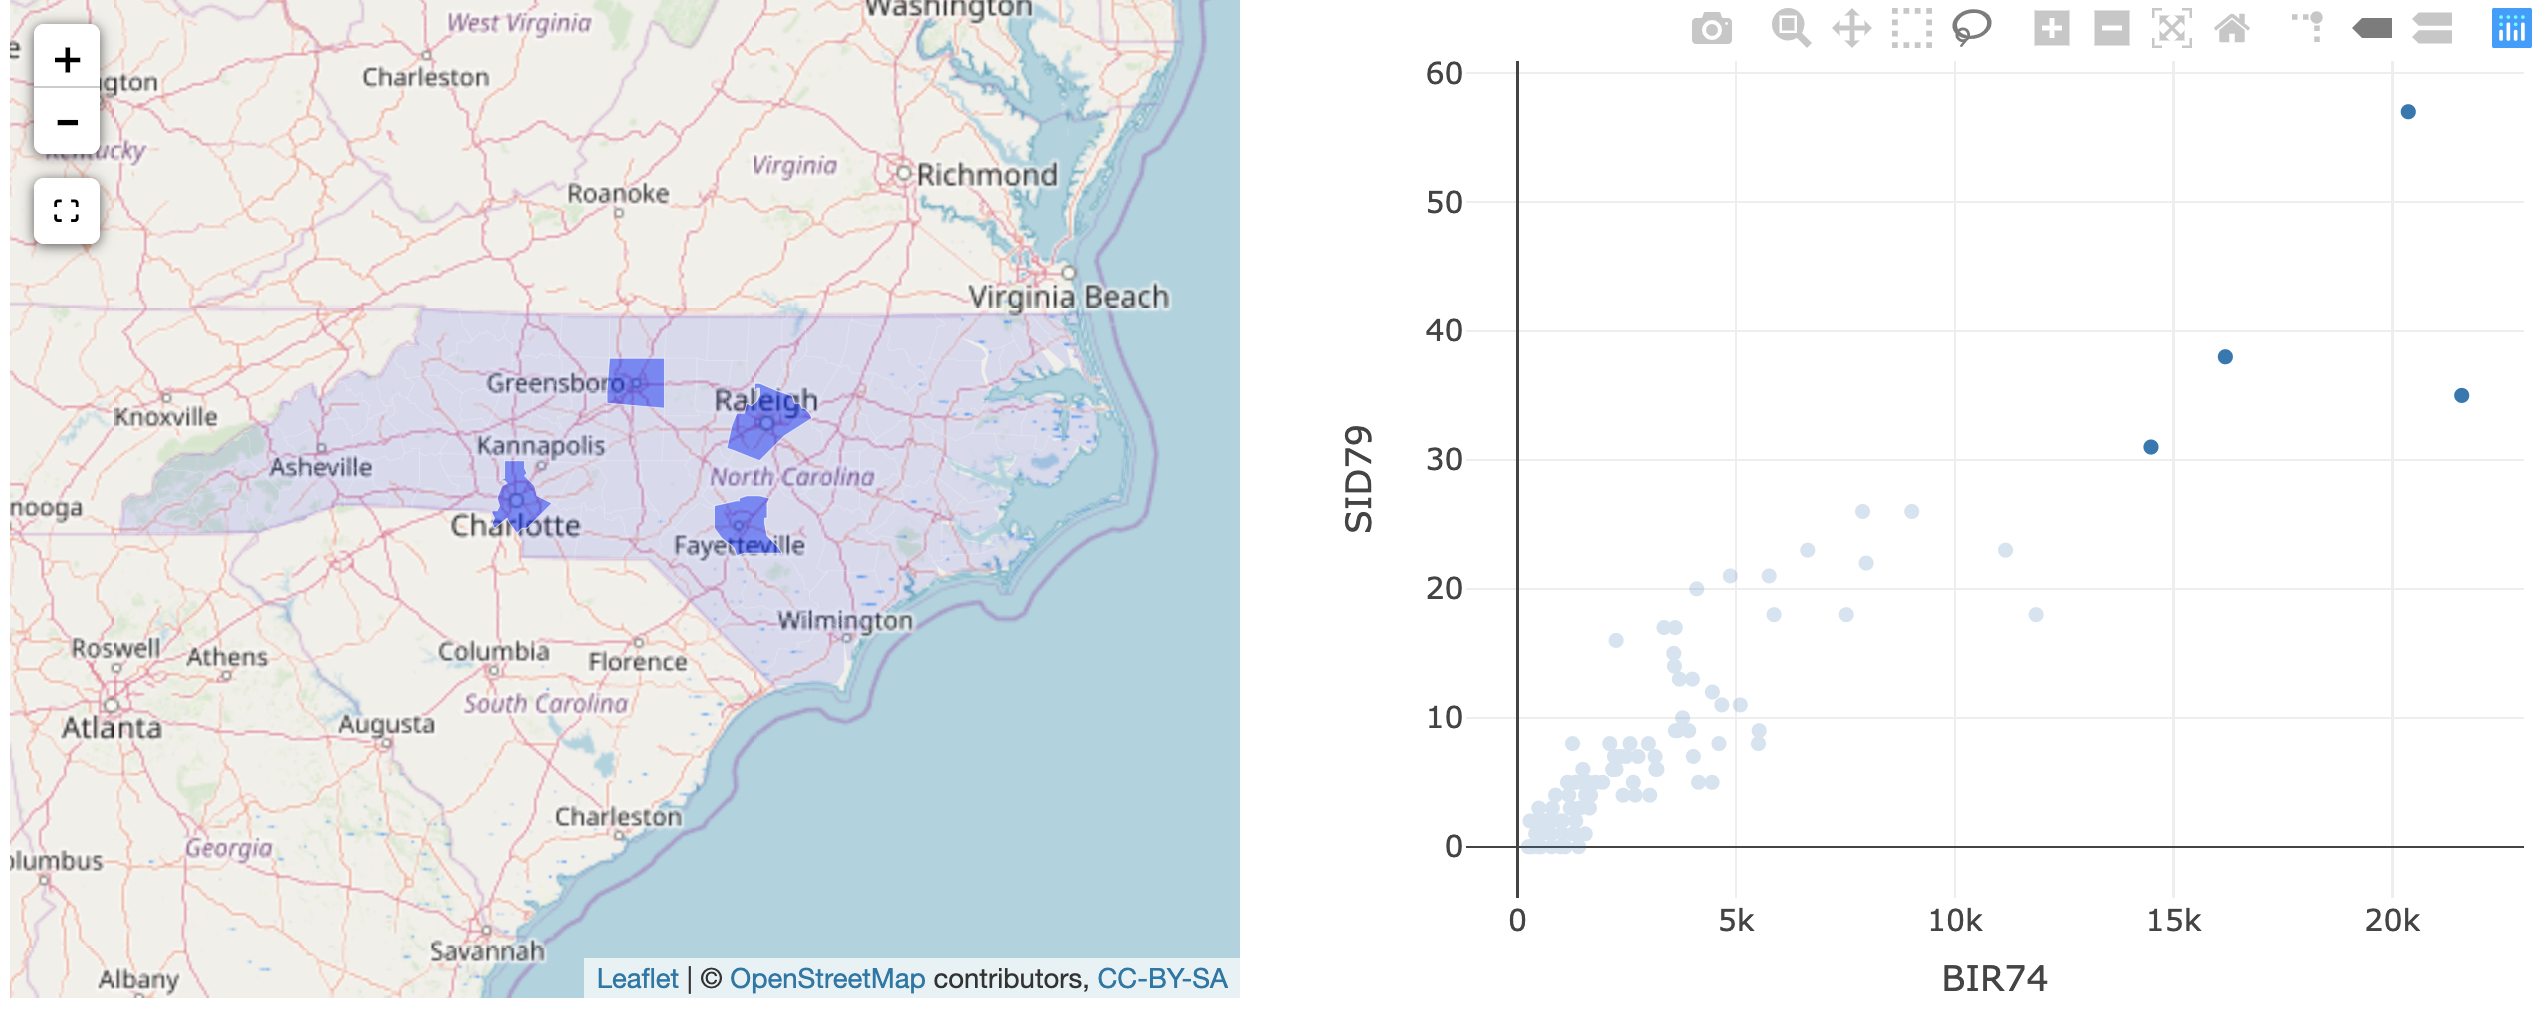 Washington
West Virginia
Charleston
+
ngton
−
Kentucky
Virginia
Richmond
Roanoke
Virginia Beach
Greensboro
Raleigh
Knoxville
Kannapolis
Asheville
North Carolina
nooga
Charlotte
Fayetteville
Wilmington
Roswell
Athens
Columbia
Florence
South Carolina
Atlanta
Augusta
Charleston
Georgia
olumbus
Savannah
Albany
Leaflet | © OpenStreetMap contributors, CC-BY-SA
60
50
40
30
20
10
0
SID79
0 5k 10k 15k 20k
BIR74